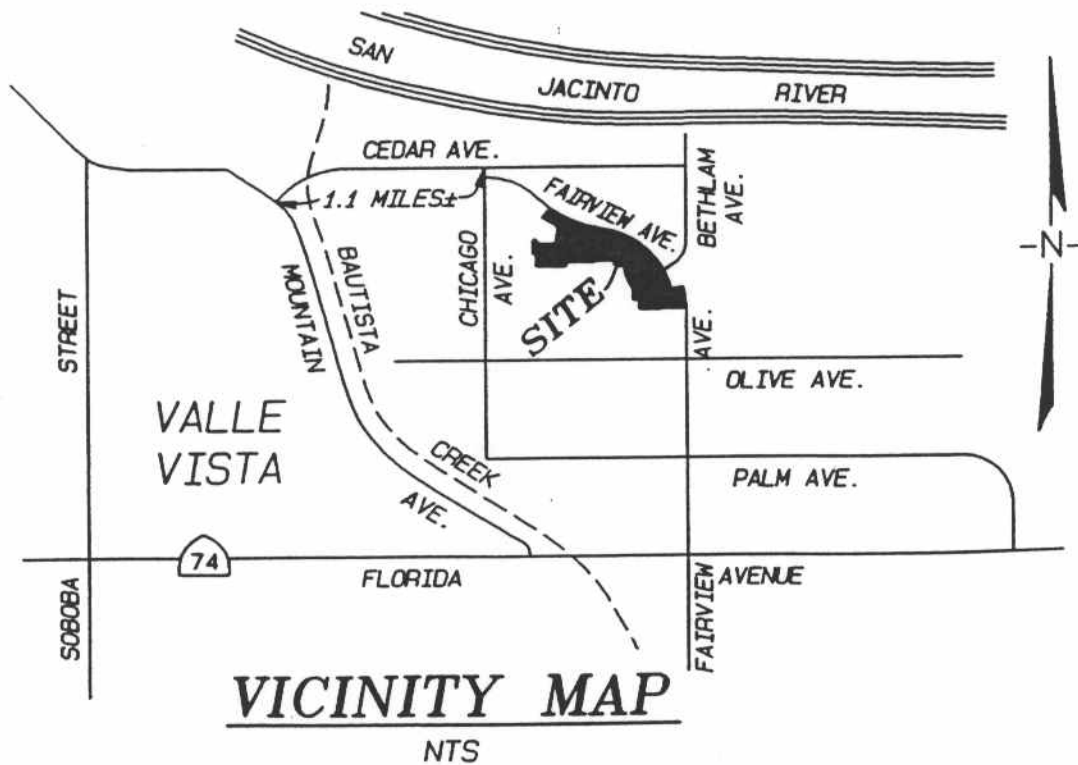 SAN JACINTO RIVER
CEDAR AVE.
1.1 MILES±
FAIRVIEW AVE.
BETHLAM
AVE.
CHICAGO AVE.
SITE
BAUTISTA CREEK
MOUNTAIN AVE.
STREET
AVE.
OLIVE AVE.
VALLE
VISTA
PALM AVE.
N
74
FLORIDA AVENUE
SOBOBA
FAIRVIEW
VICINITY MAP
NTS